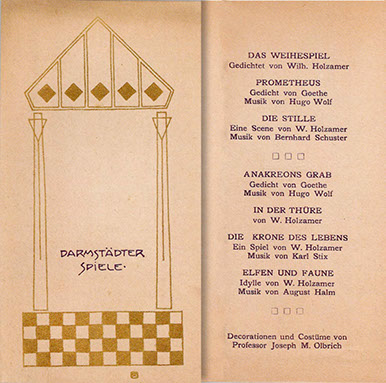 DARMSTÄDTER
SPIELE·
DAS WEIHESPIEL
Gedichtet von Wilh. Holzamer
PROMETHEUS
Gedicht von Goethe
Musik von Hugo Wolf
DIE STILLE
Eine Scene von W. Holzamer
Musik von Bernhard Schuster
ANAKREONS GRAB
Gedicht von Goethe
Musik von Hugo Wolf
IN DER THÜRE
von W. Holzamer
DIE KRONE DES LEBENS
Ein Spiel von W. Holzamer
Musik von Karl Stix
ELFEN UND FAUNE
Idylle von W. Holzamer
Musik von August Halm
Decorationen und Costüme von
Professor Joseph M. Olbrich